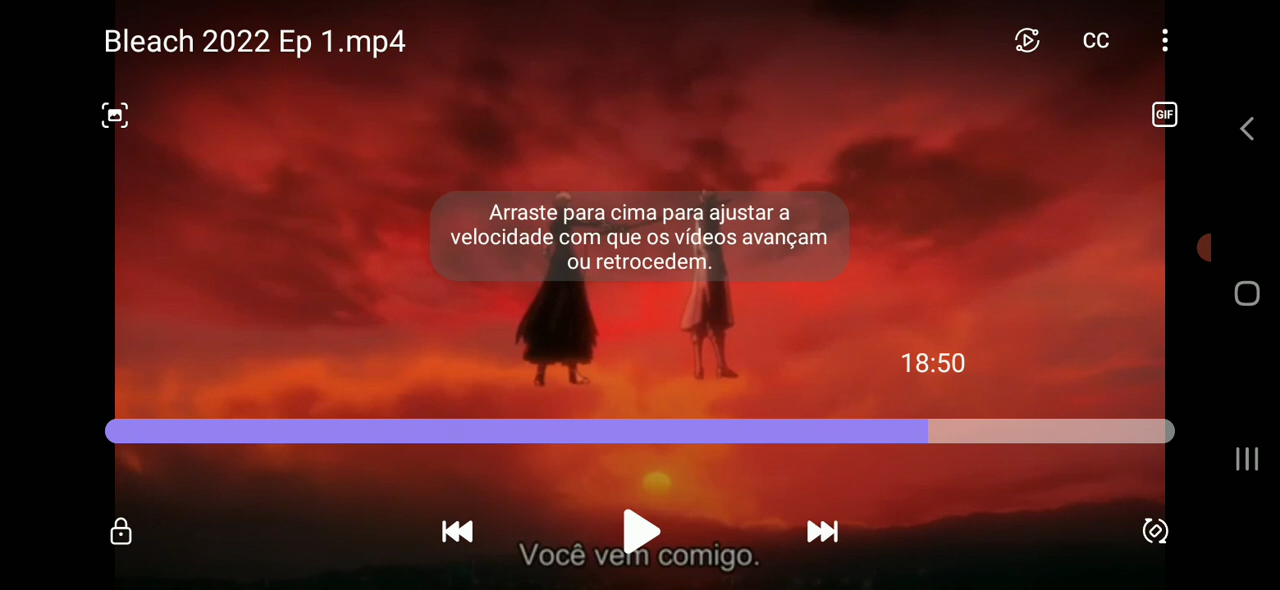 Bleach 2022 Ep 1.mp4
CC
GIF
Arraste para cima para ajustar a
velocidade com que os vídeos avançam
ou retrocedem.
18:50
Você vem comigo.